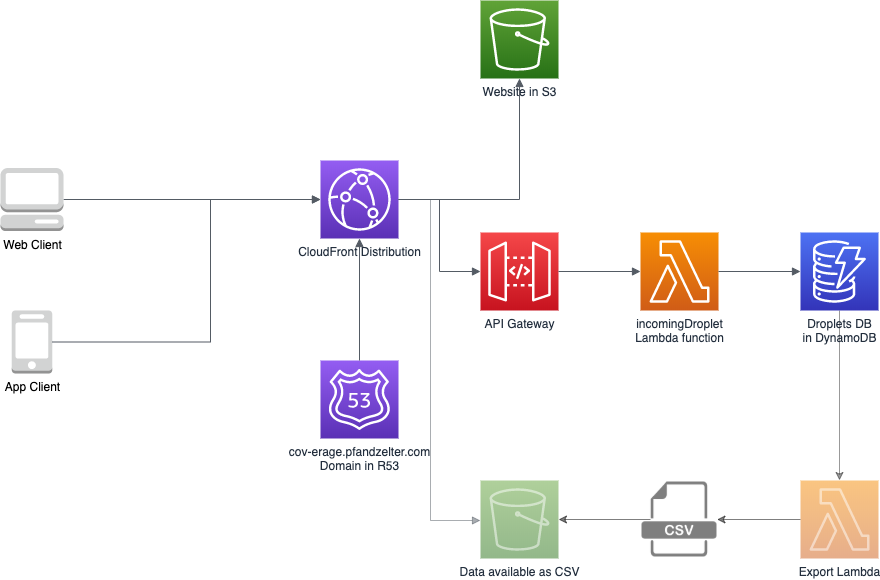 Website in S3
Web Client
CloudFront Distribution
</>
API Gateway
incomingDroplet
Lambda function
Droplets DB
in DynamoDB
App Client
53
cov-erage.pfandzelter.com
Domain in R53
CSV
Data available as CSV
Export Lambda